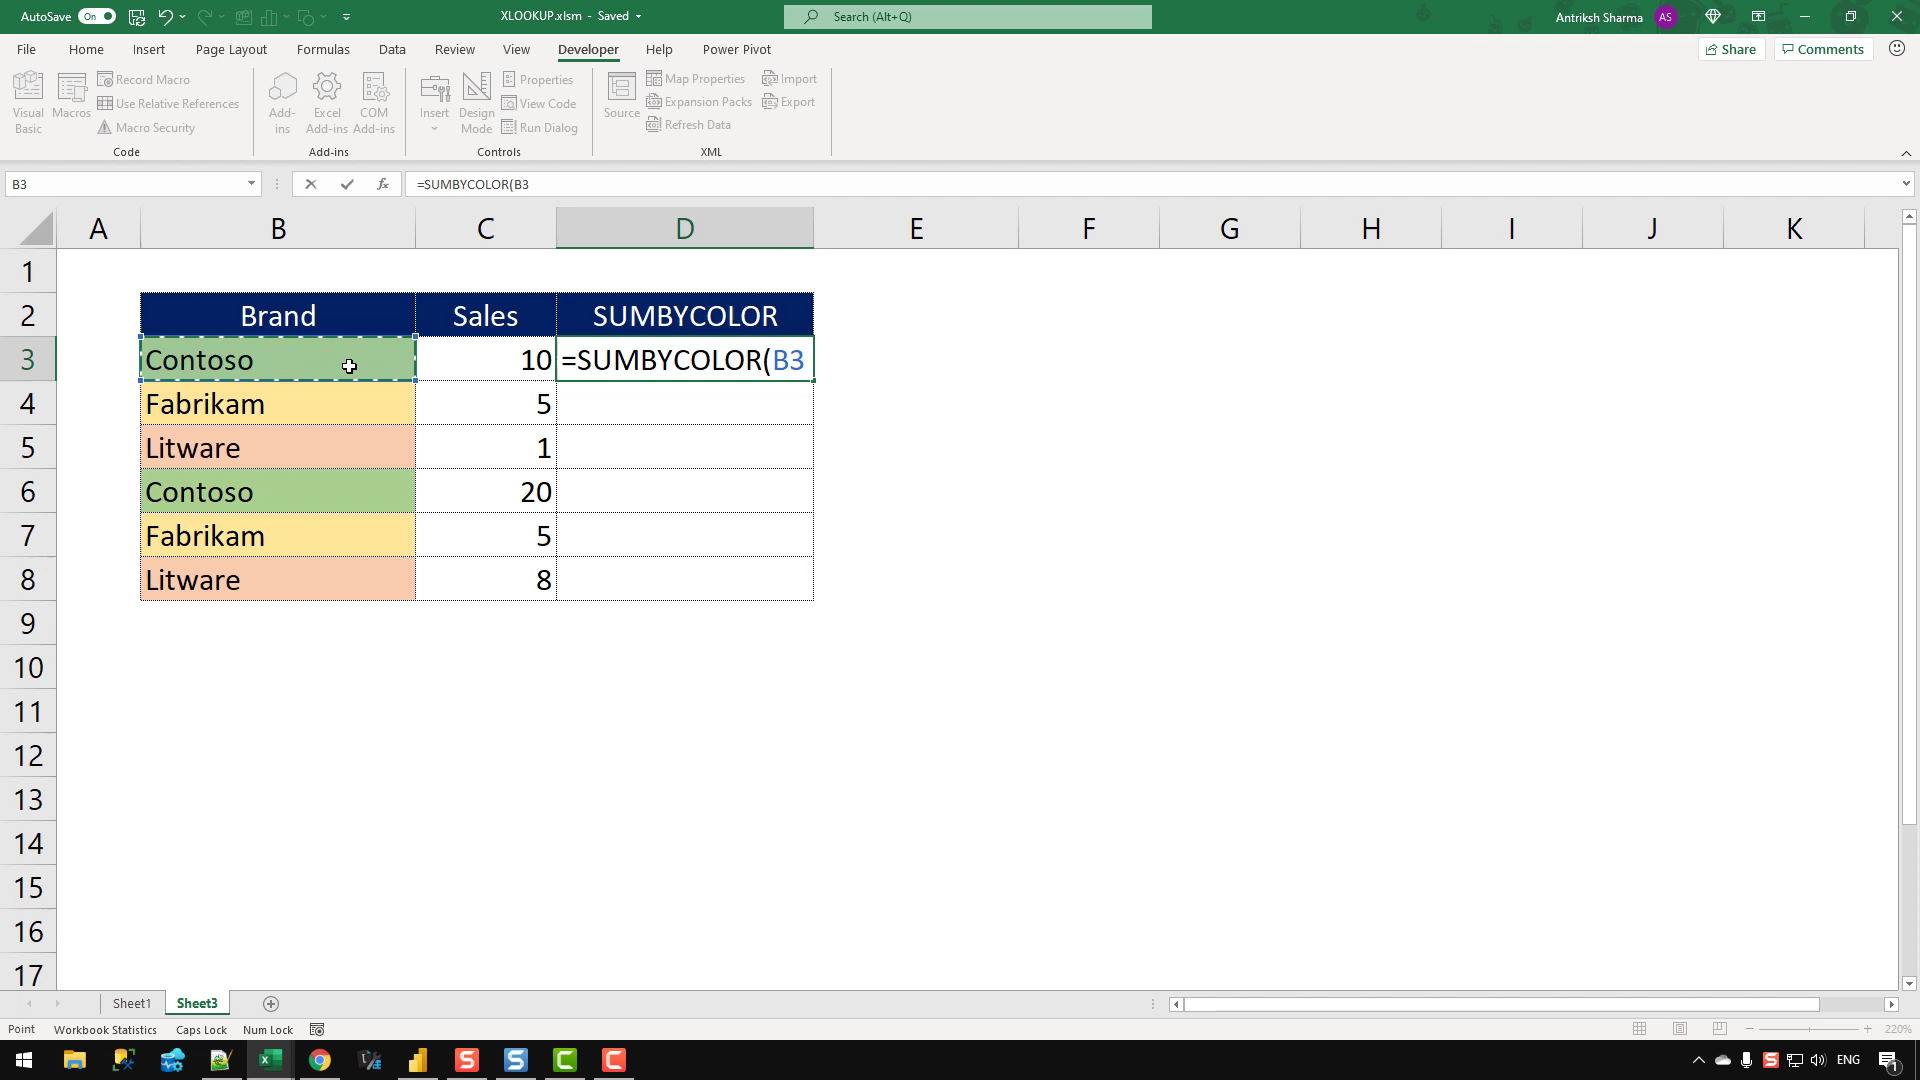 AutoSave On XLOOKUP.xlsm - Saved Search (Alt+Q) Antriksh Sharma AS
File Home Insert Page Layout Formulas Data Review View Developer Help Power Pivot Share Comments
Visual Basic
Macros
Record Macro
Use Relative References
Macro Security
Code
Add-ins
Excel Add-ins
COM Add-ins
Add-ins
Insert
Design Mode
Properties
View Code
Run Dialog
Controls
Source
Map Properties
Expansion Packs
Refresh Data
Import
Export
XML
B3 fx =SUMBYCOLOR(B3
A B C D E F G H I J K
1
2 Brand Sales SUMBYCOLOR
3 Contoso 10 =SUMBYCOLOR(B3
4 Fabrikam 5
5 Litware 1
6 Contoso 20
7 Fabrikam 5
8 Litware 8
9
10
11
12
13
14
15
16
17
Sheet1 Sheet3
Point Workbook Statistics Caps Lock Num Lock 220%
S S C C S ENG 1